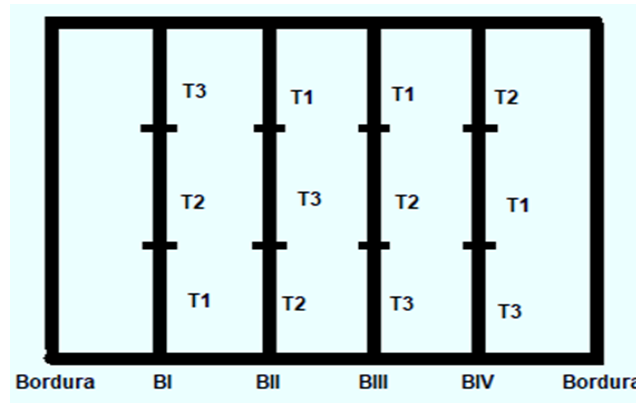 T3 T1 T1 T2
T2 T3 T2 T1
T1 T2 T3 T3
Bordura BI BII BIII BIV Bordura